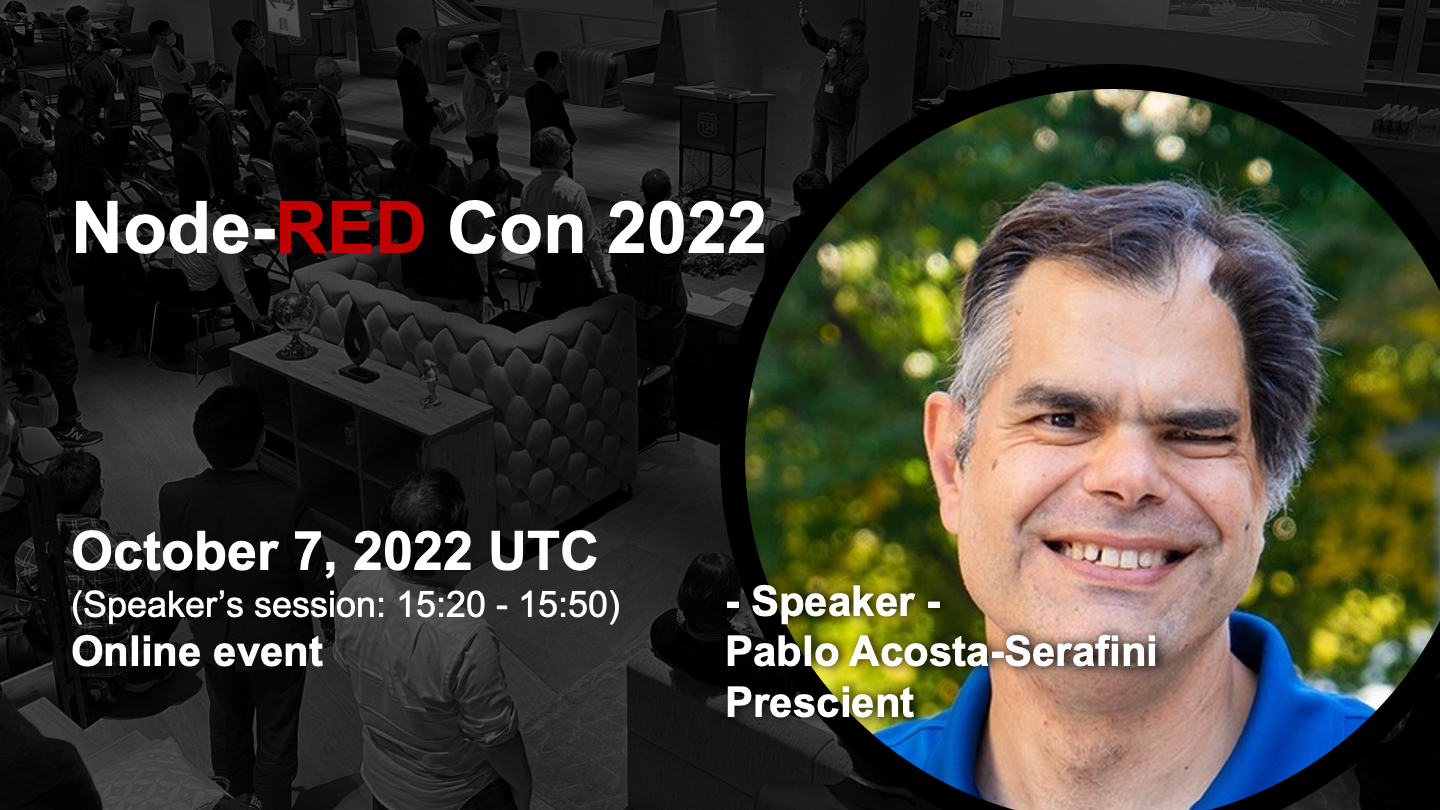 Node-RED Con 2022
October 7, 2022 UTC
(Speaker’s session: 15:20 - 15:50)
Online event
- Speaker -
Pablo Acosta-Serafini
Prescient